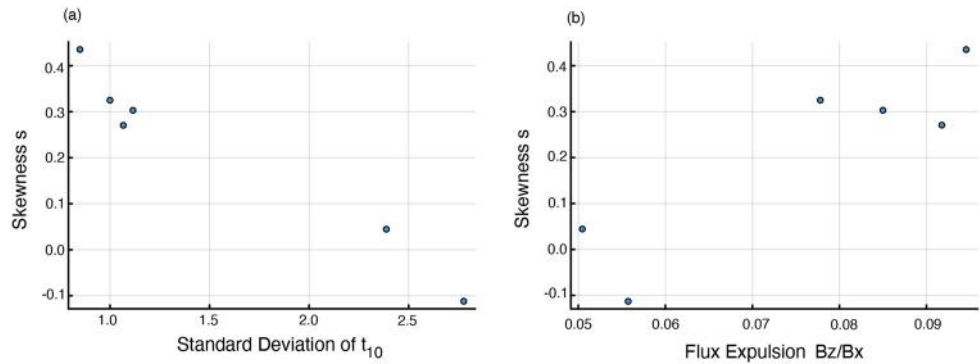 (a)
Skewness s
0.4
0.3
0.2
0.1
0.0
-0.1
1.0 1.5 2.0 2.5
Standard Deviation of t10
(b)
Skewness s
0.4
0.3
0.2
0.1
0.0
-0.1
0.05 0.06 0.07 0.08 0.09
Flux Expulsion Bz/Bx